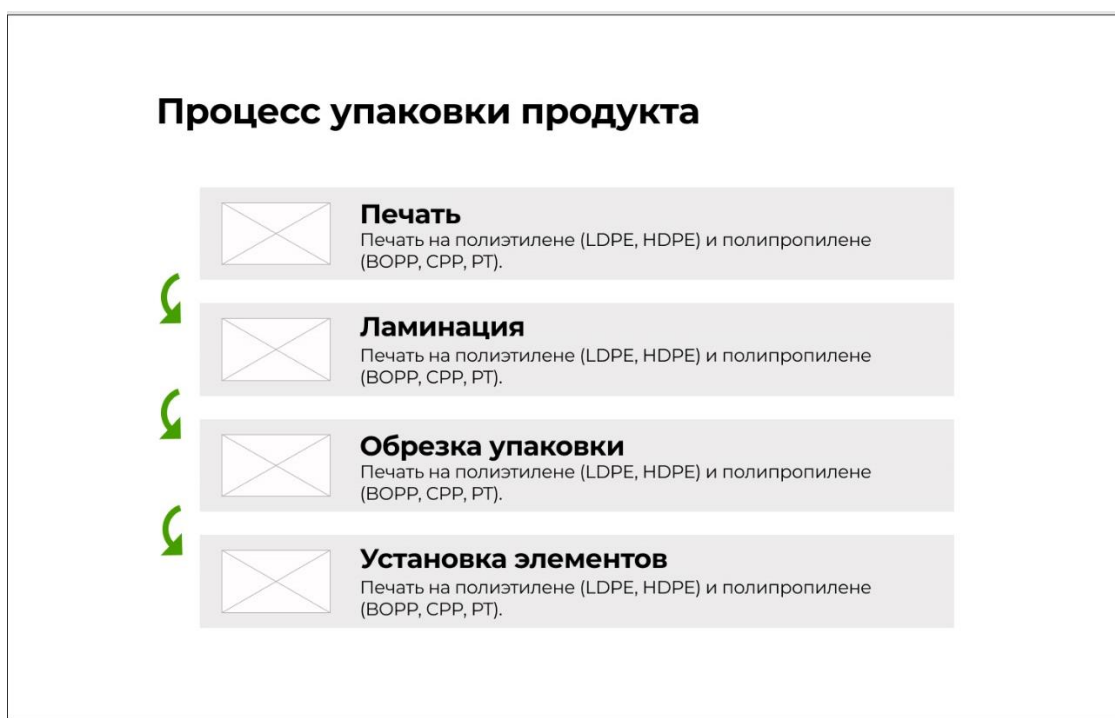 Процесс упаковки продукта
Печать
Печать на полиэтилене (LDPE, HDPE) и полипропилене
(BOPP, CPP, PT).
Ламинация
Печать на полиэтилене (LDPE, HDPE) и полипропилене
(BOPP, CPP, PT).
Обрезка упаковки
Печать на полиэтилене (LDPE, HDPE) и полипропилене
(BOPP, CPP, PT).
Установка элементов
Печать на полиэтилене (LDPE, HDPE) и полипропилене
(BOPP, CPP, PT).